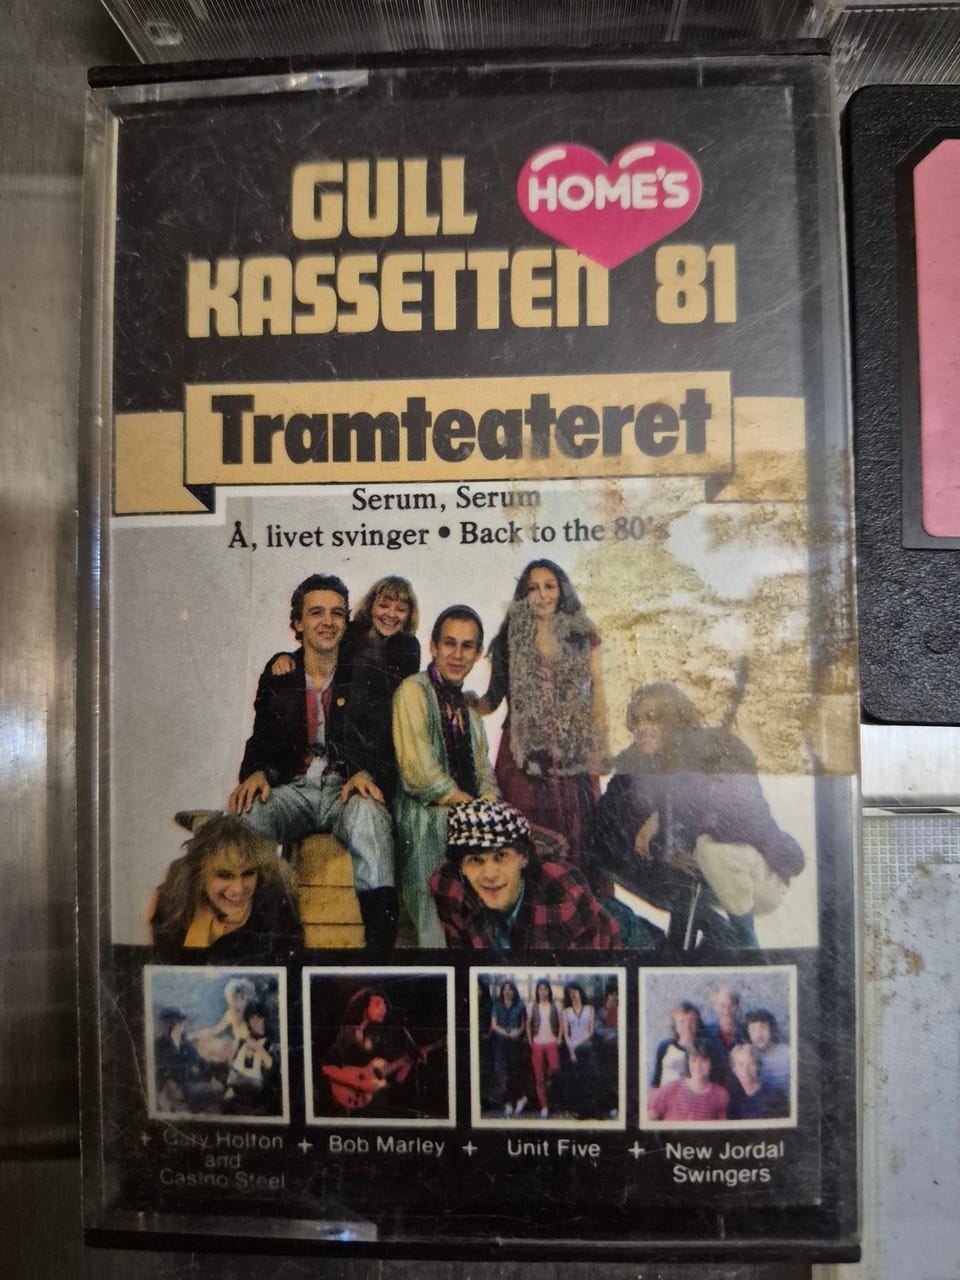 GULL
HOME'S
KASSETTEN '81
Tramteateret
Serum, Serum
Å, livet svinger • Back to the 80's
+ Gary Holton and Casino Steel
+ Bob Marley
+ Unit Five
+ New Jordal Swingers